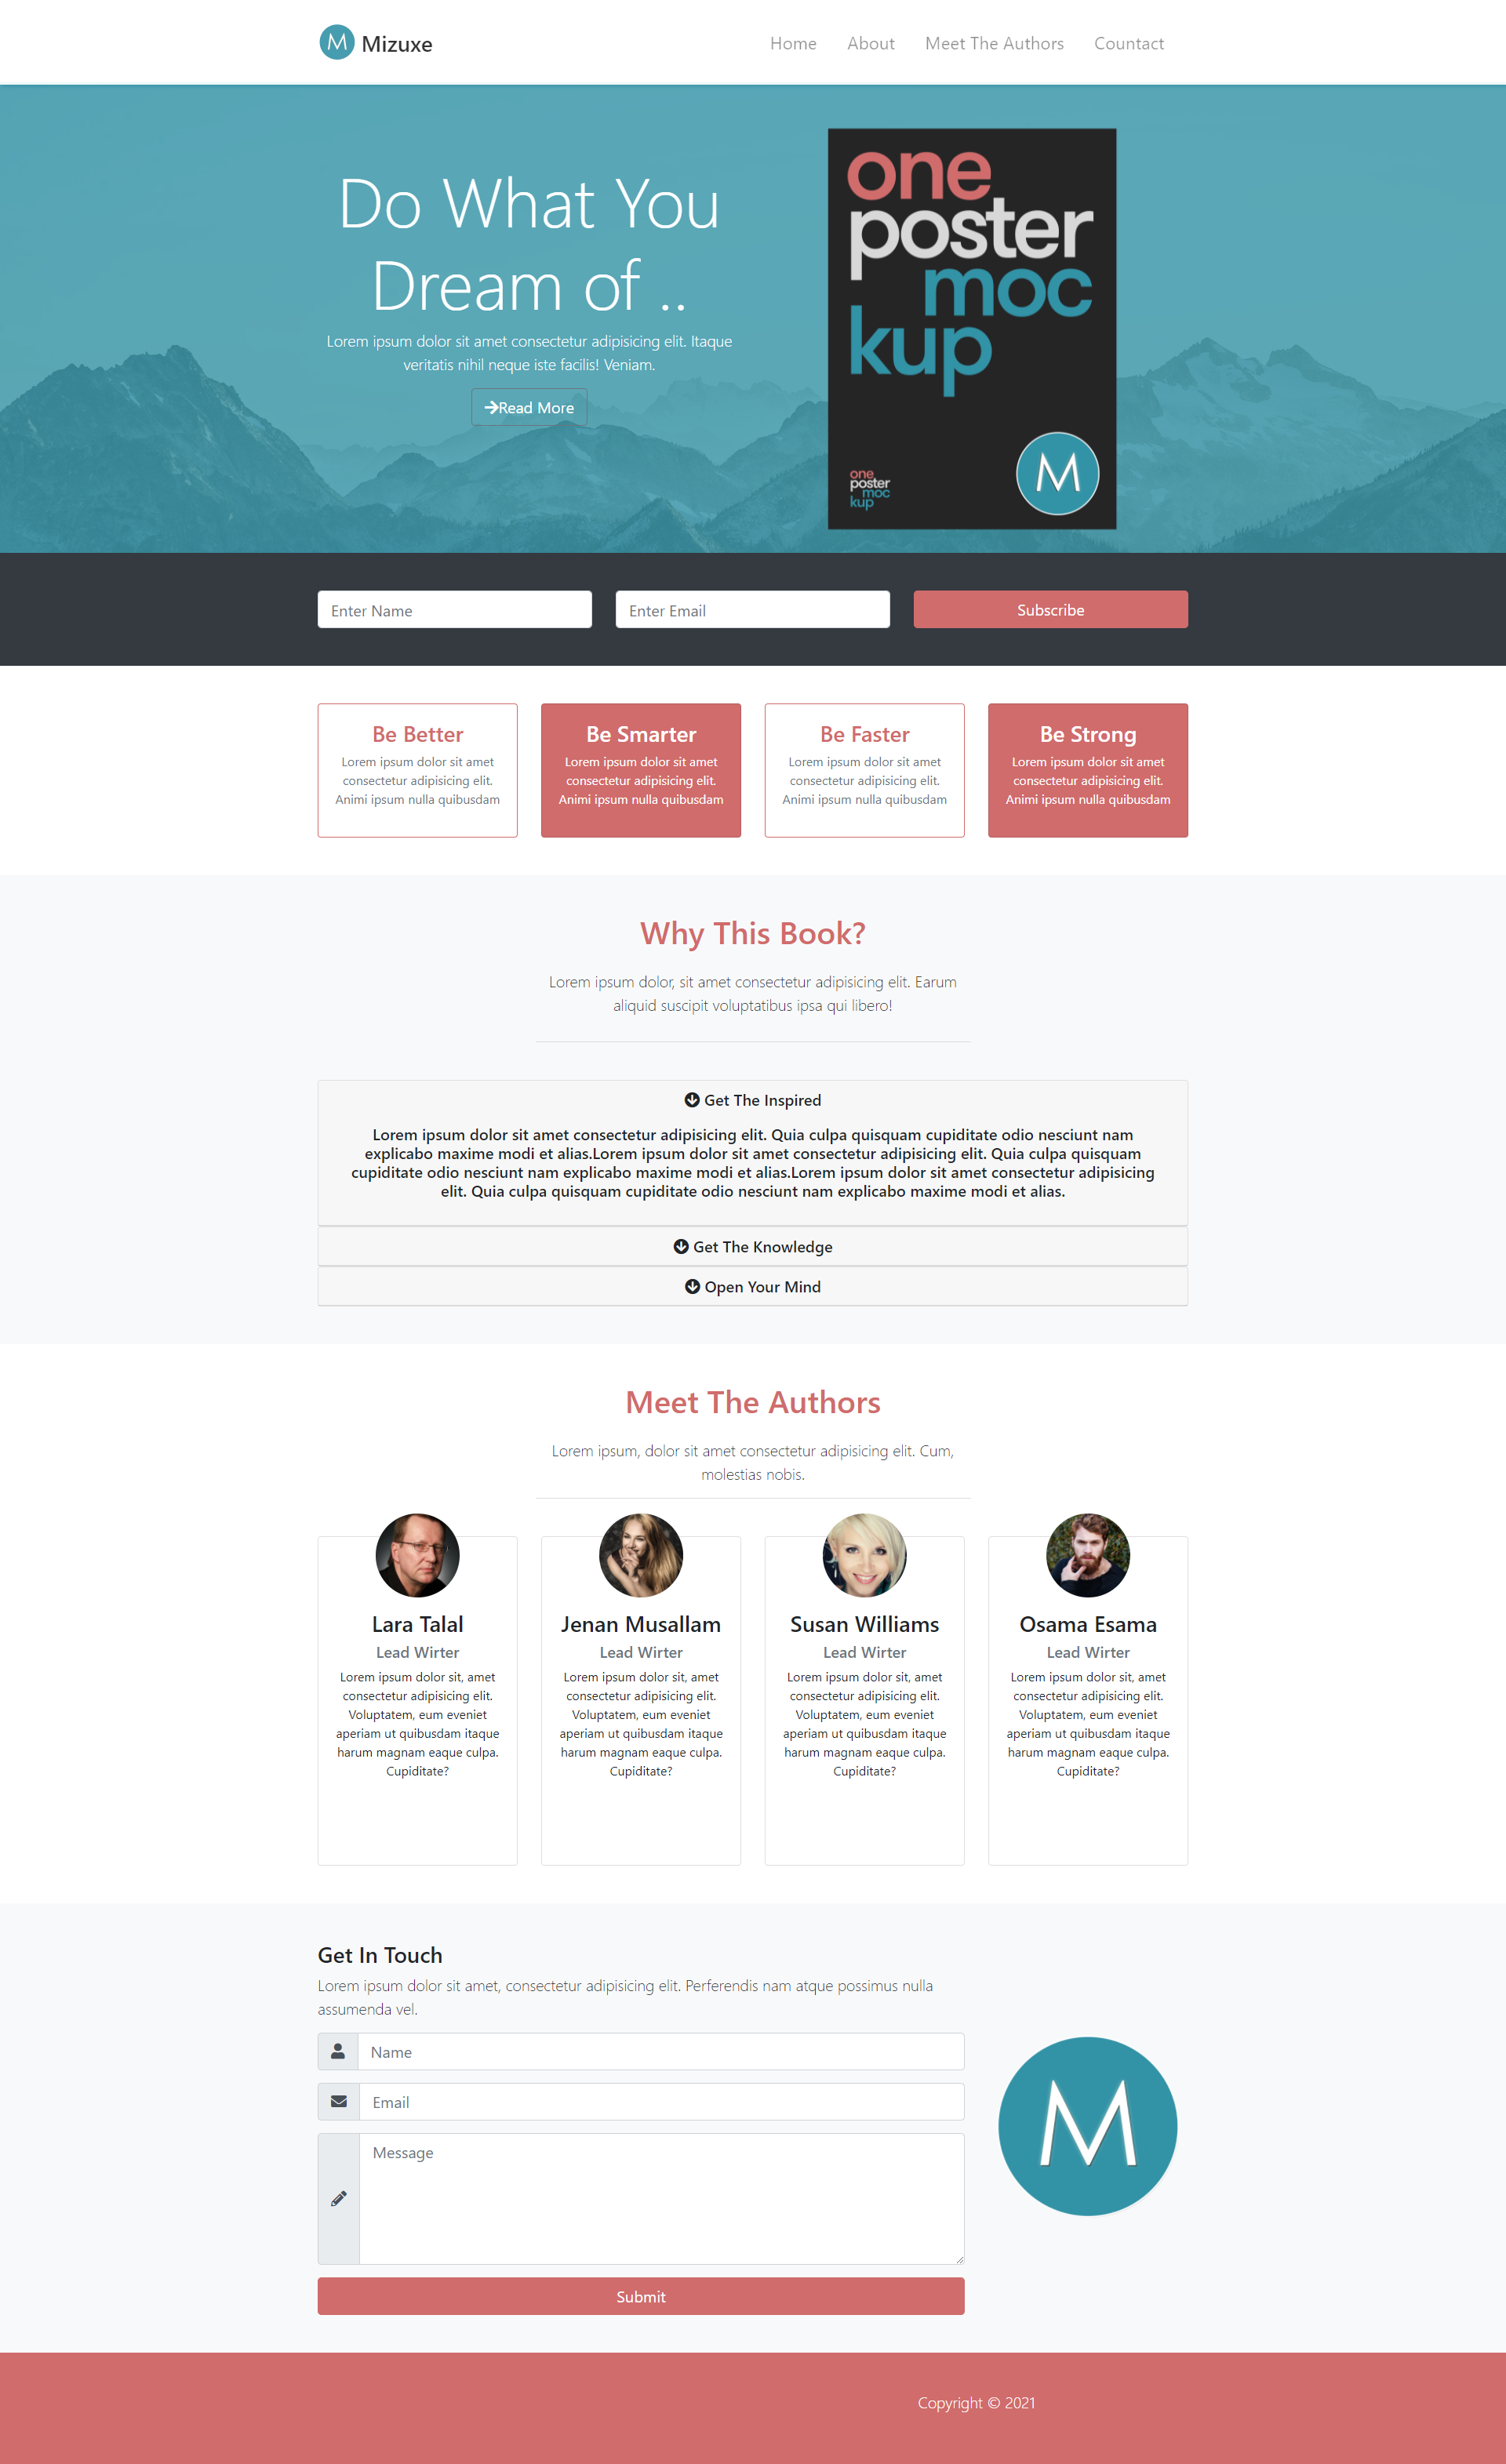 M Mizuxe
Home About Meet The Authors Countact
Do What You
Dream of ..
Lorem ipsum dolor sit amet consectetur adipisicing elit. Itaque
veritatis nihil neque iste facilis! Veniam.
Read More
one
poster
moc
kup
one
poster
moc
kup
M
Enter Name
Enter Email
Subscribe
Be Better
Lorem ipsum dolor sit amet
consectetur adipisicing elit.
Animi ipsum nulla quibusdam
Be Smarter
Lorem ipsum dolor sit amet
consectetur adipisicing elit.
Animi ipsum nulla quibusdam
Be Faster
Lorem ipsum dolor sit amet
consectetur adipisicing elit.
Animi ipsum nulla quibusdam
Be Strong
Lorem ipsum dolor sit amet
consectetur adipisicing elit.
Animi ipsum nulla quibusdam
Why This Book?
Lorem ipsum dolor, sit amet consectetur adipisicing elit. Earum
aliquid suscipit voluptatibus ipsa qui libero!
Get The Inspired
Lorem ipsum dolor sit amet consectetur adipisicing elit. Quia culpa quisquam cupiditate odio nesciunt nam
explicabo maxime modi et alias.Lorem ipsum dolor sit amet consectetur adipisicing elit. Quia culpa quisquam
cupiditate odio nesciunt nam explicabo maxime modi et alias.Lorem ipsum dolor sit amet consectetur adipisicing
elit. Quia culpa quisquam cupiditate odio nesciunt nam explicabo maxime modi et alias.
Get The Knowledge
Open Your Mind
Meet The Authors
Lorem ipsum, dolor sit amet consectetur adipisicing elit. Cum,
molestias nobis.
Lara Talal
Lead Wirter
Lorem ipsum dolor sit, amet
consectetur adipisicing elit.
Voluptatem, eum eveniet
aperiam ut quibusdam itaque
harum magnam eaque culpa.
Cupiditate?
Jenan Musallam
Lead Wirter
Lorem ipsum dolor sit, amet
consectetur adipisicing elit.
Voluptatem, eum eveniet
aperiam ut quibusdam itaque
harum magnam eaque culpa.
Cupiditate?
Susan Williams
Lead Wirter
Lorem ipsum dolor sit, amet
consectetur adipisicing elit.
Voluptatem, eum eveniet
aperiam ut quibusdam itaque
harum magnam eaque culpa.
Cupiditate?
Osama Esama
Lead Wirter
Lorem ipsum dolor sit, amet
consectetur adipisicing elit.
Voluptatem, eum eveniet
aperiam ut quibusdam itaque
harum magnam eaque culpa.
Cupiditate?
Get In Touch
Lorem ipsum dolor sit amet, consectetur adipisicing elit. Perferendis nam atque possimus nulla
assumenda vel.
Name
Email
Message
Submit
M
Copyright © 2021